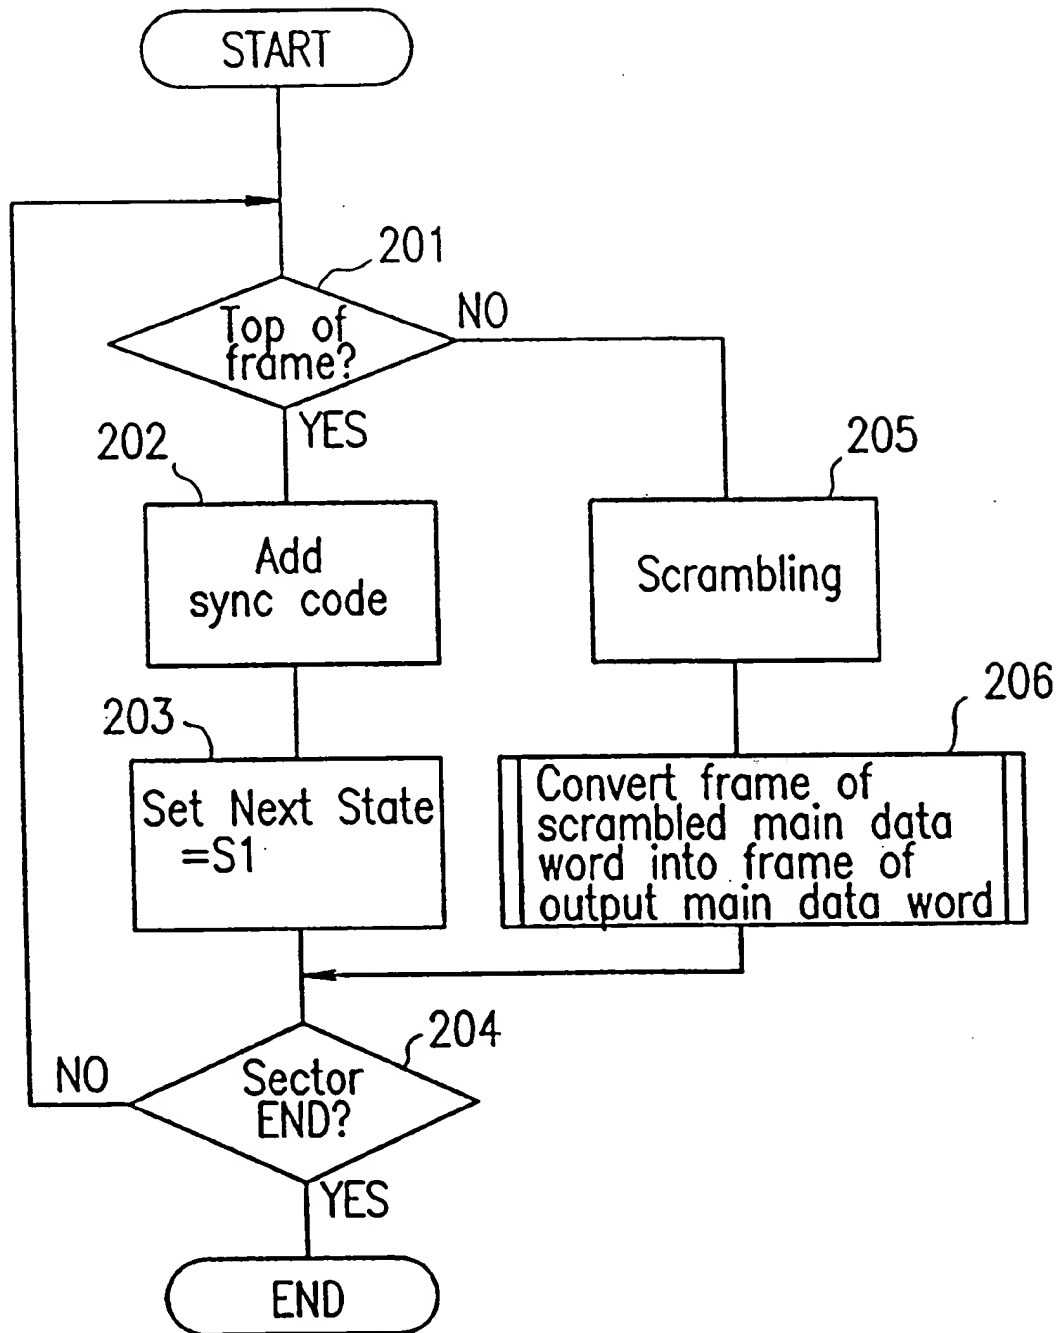 START
201
Top of
frame?
NO
YES
202
Add
sync code
205
Scrambling
203
Set Next State
=S1
206
Convert frame of
scrambled main data
word into frame of
output main data word
204
Sector
END?
NO
YES
END